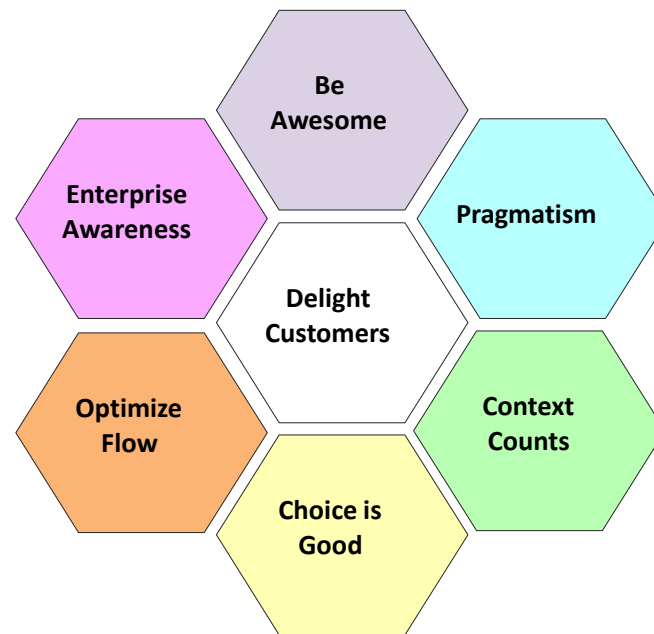 Be
Awesome
Enterprise
Awareness
Pragmatism
Delight
Customers
Optimize
Flow
Context
Counts
Choice is
Good